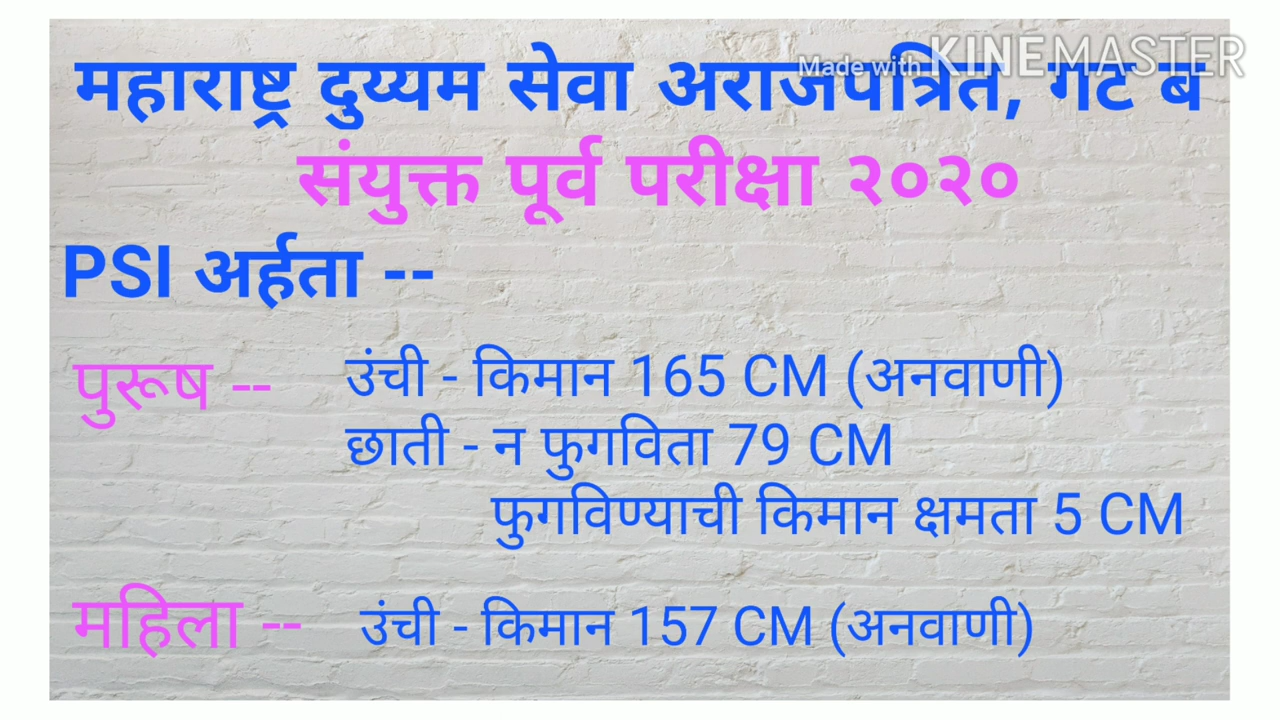 Made with KINEMASTER
महाराष्ट्र दुय्यम सेवा अराजपत्रित, गट ब
संयुक्त पूर्व परीक्षा २०२०
PSI अर्हता --
पुरूष -- उंची - किमान 165 CM (अनवाणी)
छाती - न फुगविता 79 CM
फुगविण्याची किमान क्षमता 5 CM
महिला -- उंची - किमान 157 CM (अनवाणी)